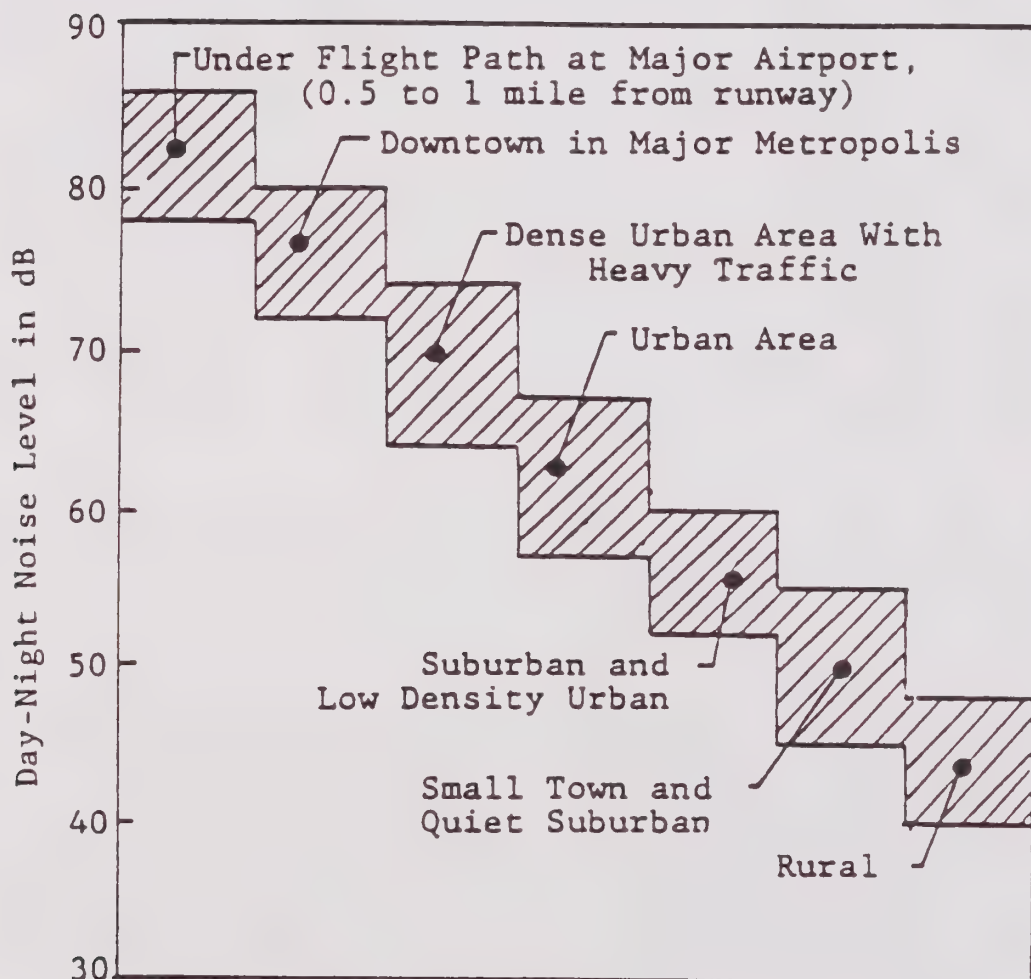 90
Under Flight Path at Major Airport,
(0.5 to 1 mile from runway)
Downtown in Major Metropolis
80
Dense Urban Area With
Heavy Traffic
70
Urban Area
60
50
Suburban and
Low Density Urban
Small Town and
Quiet Suburban
40
Rural
30
Day-Night Noise Level in dB